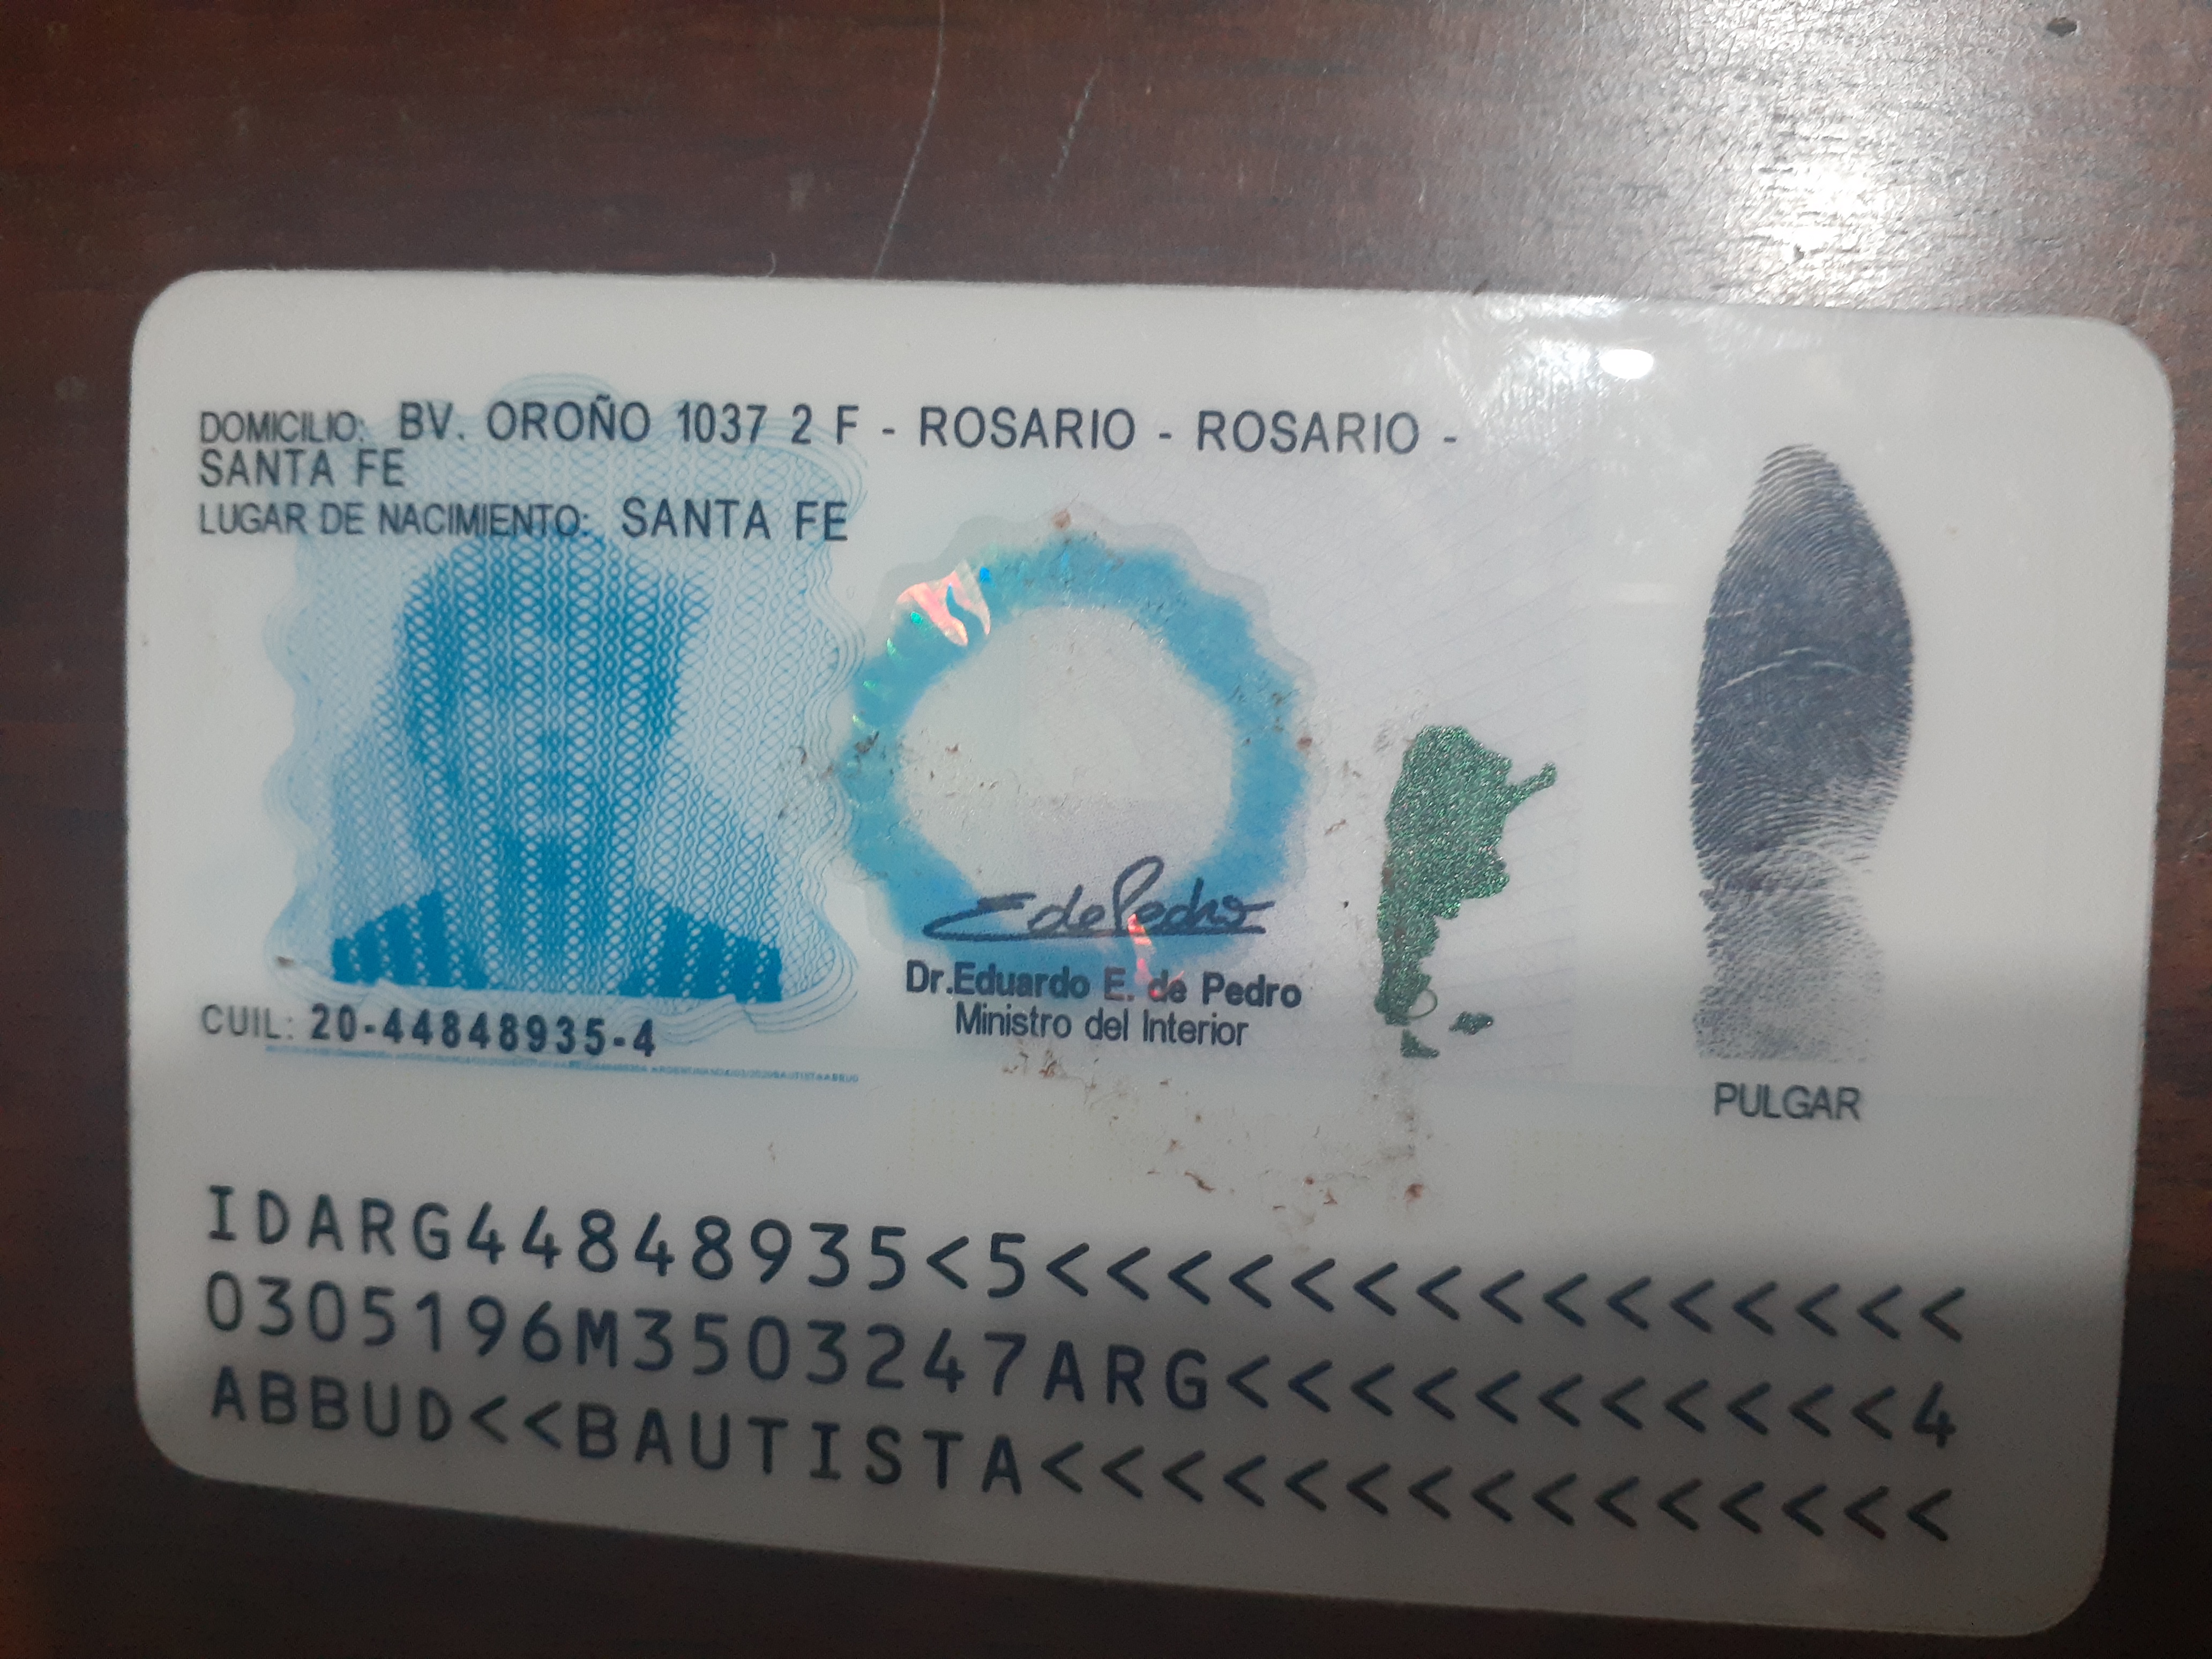 DOMICILIO: BV. OROÑO 1037 2 F - ROSARIO - ROSARIO -
SANTA FE
LUGAR DE NACIMIENTO: SANTA FE
Dr.Eduardo E. de Pedro
Ministro del Interior
CUIL: 20-44848935-4
PULGAR
IDARG44848935<5<<<<<<<<<<<<<<<
0305196M3503247ARG<<<<<<<<<<<4
ABBUD<<BAUTISTA<<<<<<<<<<<<<<<